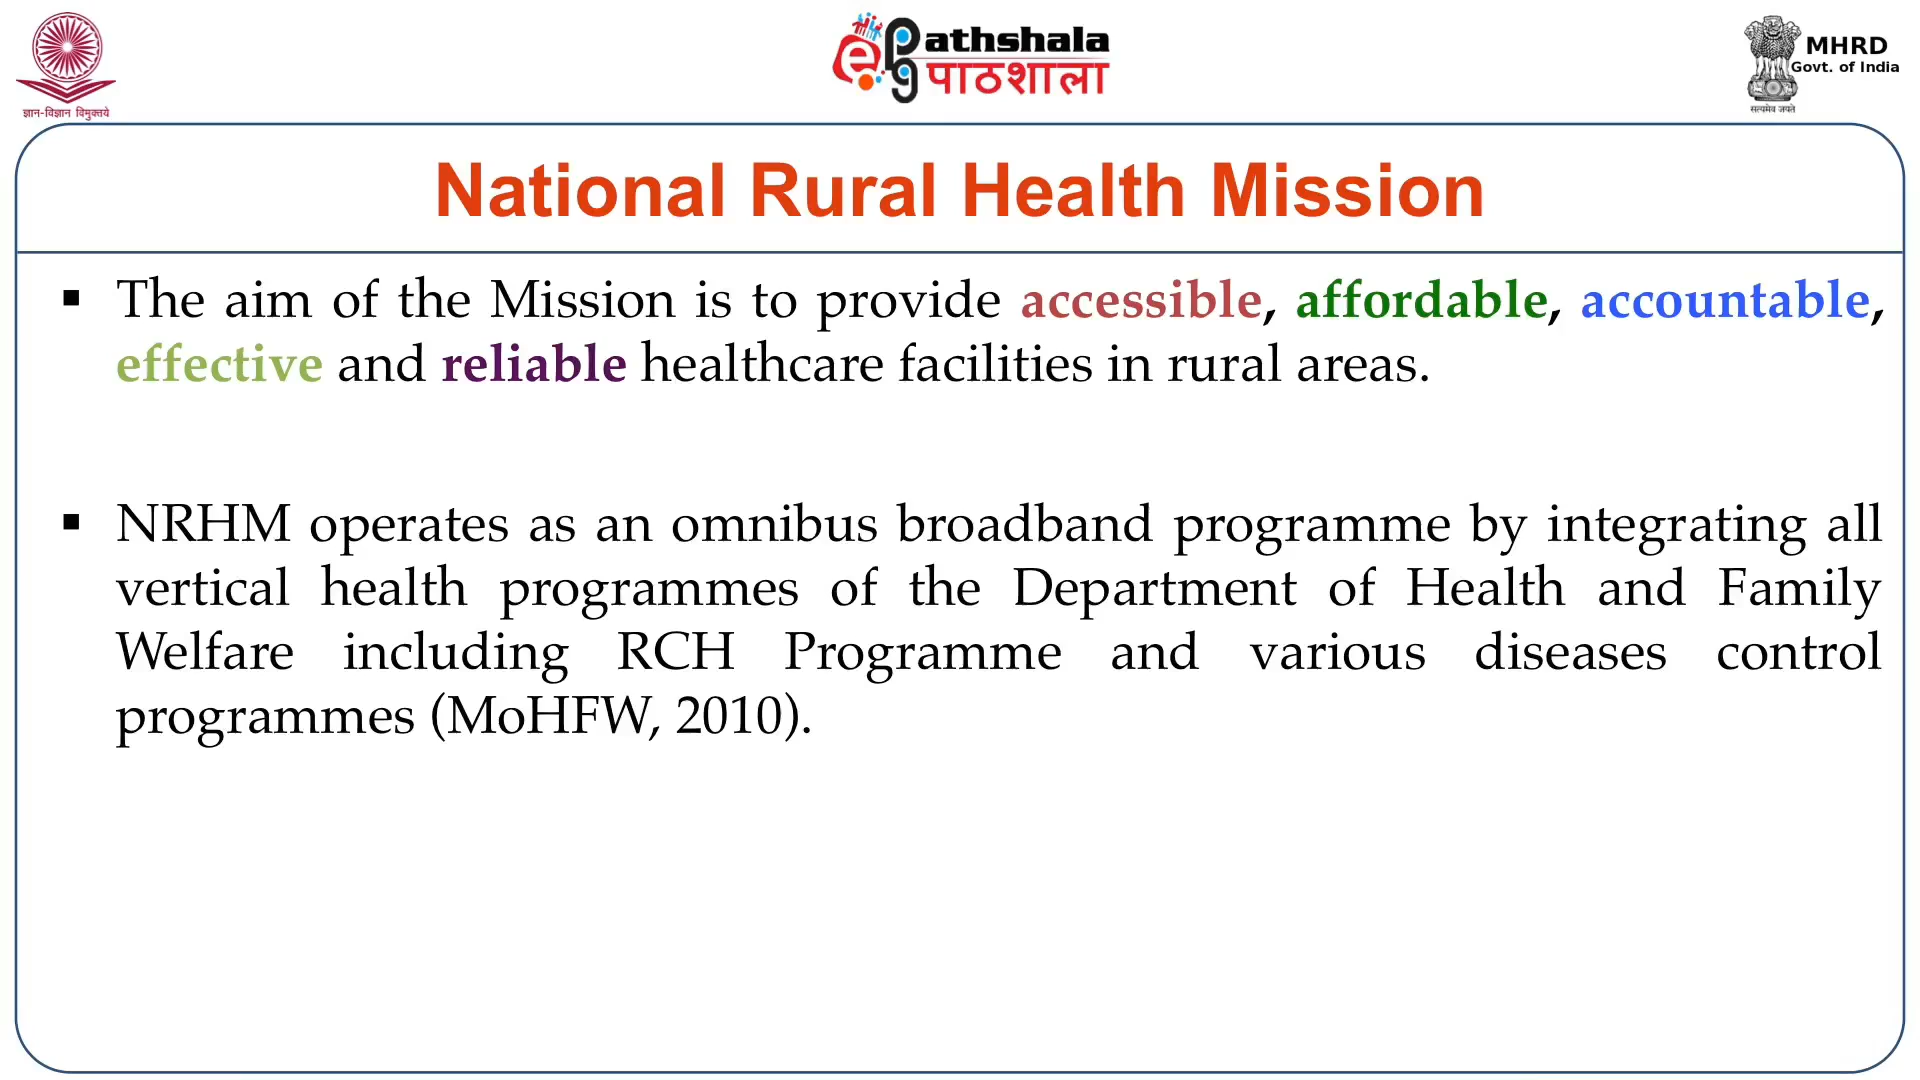 ज्ञान-विज्ञान विमुक्तये
ePathshala
pg पाठशाला
MHRD
Govt. of India
सत्यमेव जयते
National Rural Health Mission
▪ The aim of the Mission is to provide accessible, affordable, accountable,
effective and reliable healthcare facilities in rural areas.
▪ NRHM operates as an omnibus broadband programme by integrating all
vertical health programmes of the Department of Health and Family
Welfare including RCH Programme and various diseases control
programmes (MoHFW, 2010).